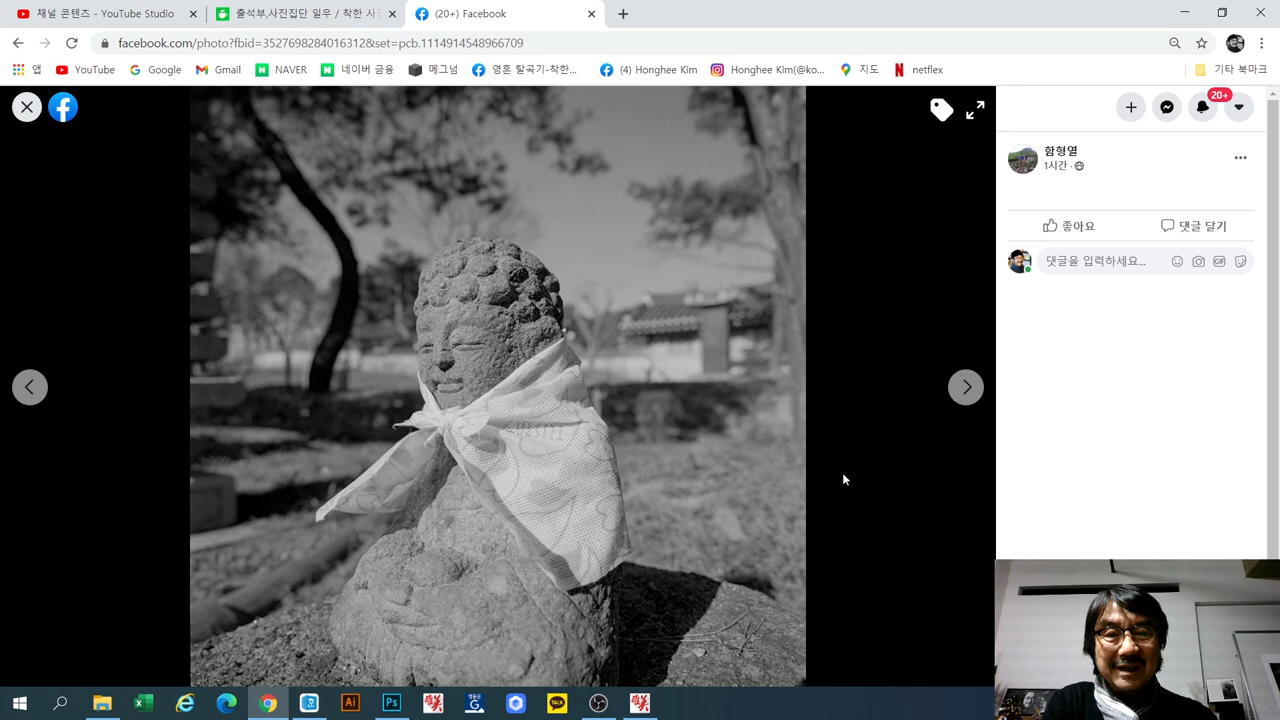 채널 콘텐츠 - YouTube Studio
출석부,사진집단 일우 / 착한 사
(20+) Facebook
facebook.com/photo?fbid=3527698284016312&set=pcb.1114914548966709
앱
YouTube
Google
Gmail
NAVER
네이버 금융
메그넘
영혼 탈곡기-착한...
(4) Honghee Kim
Honghee Kim(@ko...
지도
netflex
기타 북마크
20+
함형열
1시간 ·
좋아요
댓글 달기
댓글을 입력하세요...
GIF
Ai
Ps
TALK